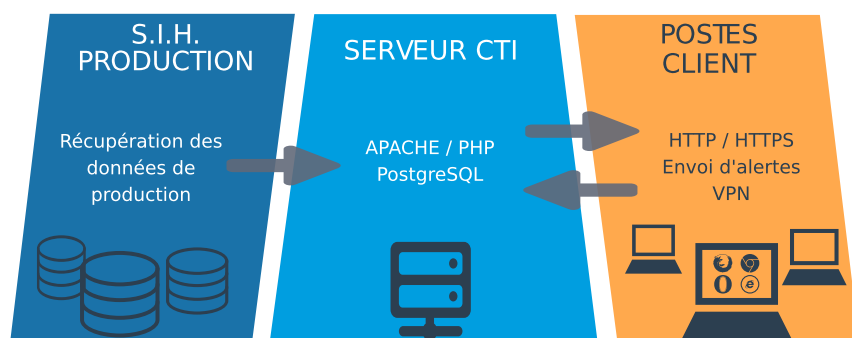 S.I.H.
PRODUCTION
Récupération des
données de
production
SERVEUR CTI
APACHE / PHP
PostgreSQL
POSTES
CLIENT
HTTP / HTTPS
Envoi d'alertes
VPN